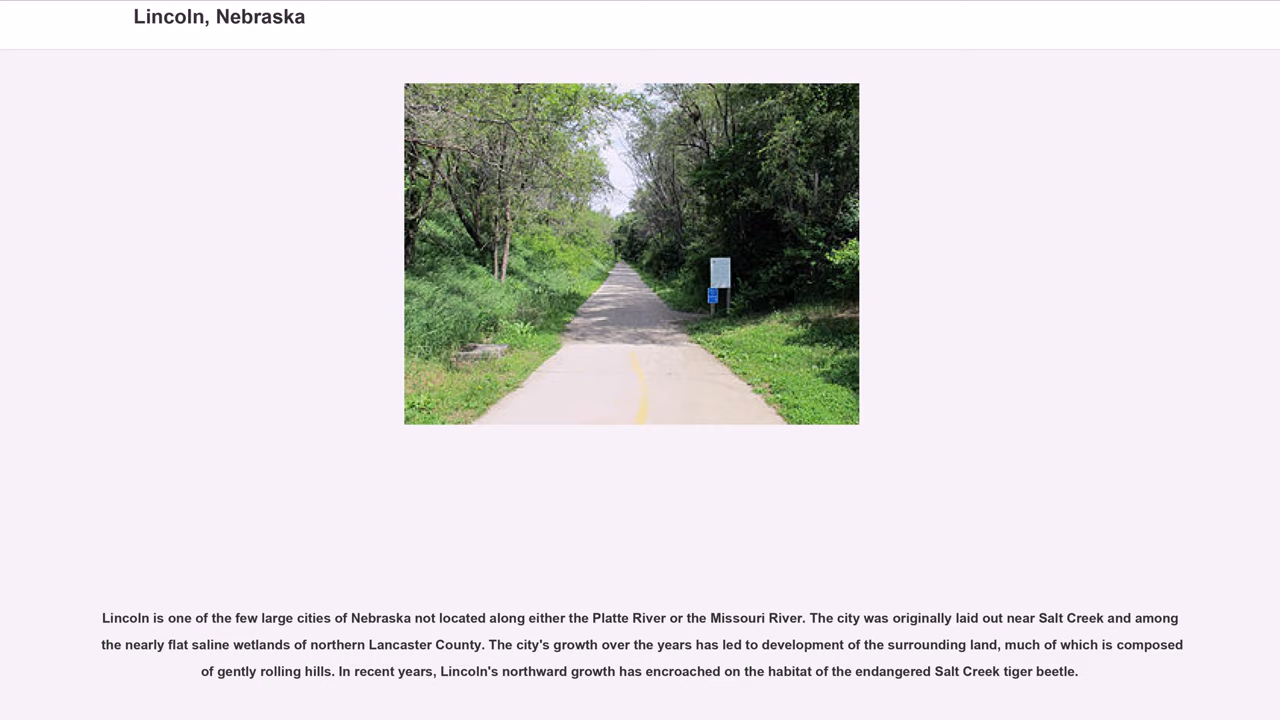 Lincoln, Nebraska
Lincoln is one of the few large cities of Nebraska not located along either the Platte River or the Missouri River. The city was originally laid out near Salt Creek and among
the nearly flat saline wetlands of northern Lancaster County. The city's growth over the years has led to development of the surrounding land, much of which is composed
of gently rolling hills. In recent years, Lincoln's northward growth has encroached on the habitat of the endangered Salt Creek tiger beetle.